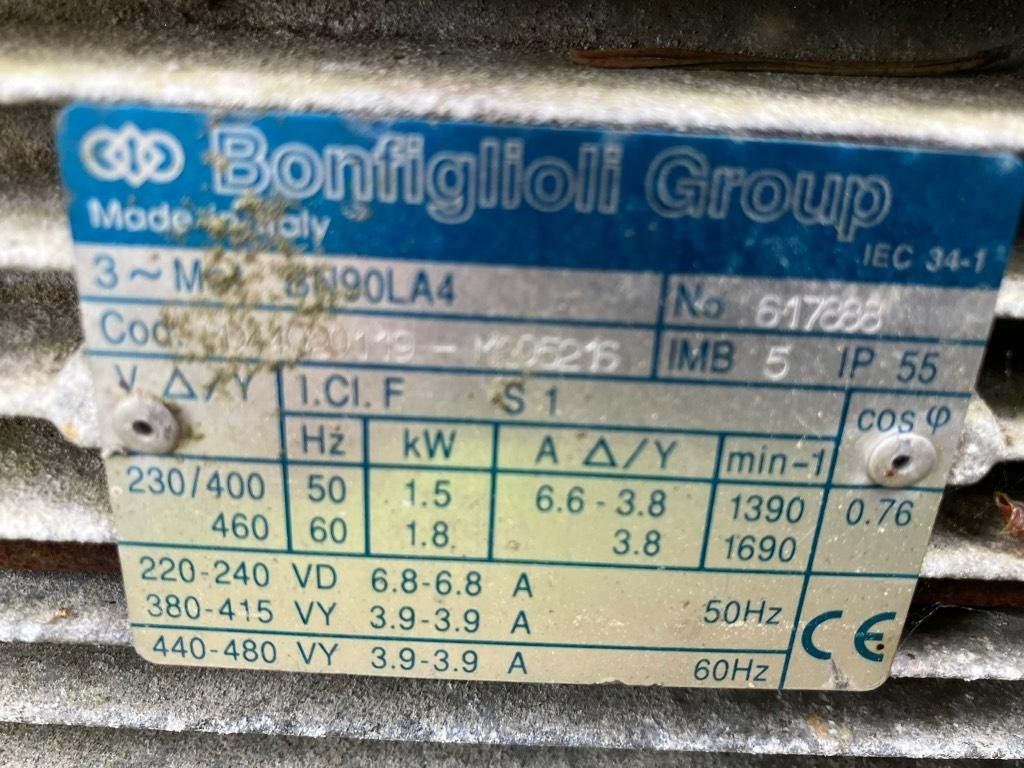 Bonfiglioli Group
Made in Italy
IEC 34-1
3 ~ Mot. BN90LA4
No 617888
Cod.
IMB 5 IP 55
V Δ/Y
I.Cl. F S 1
cos φ
Hz kW A Δ/Y min-1
230/400 50 1.5 6.6 - 3.8 1390 0.76
460 60 1.8 3.8 1690
220-240 VD 6.8-6.8 A
380-415 VY 3.9-3.9 A 50Hz
440-480 VY 3.9-3.9 A 60Hz
CE